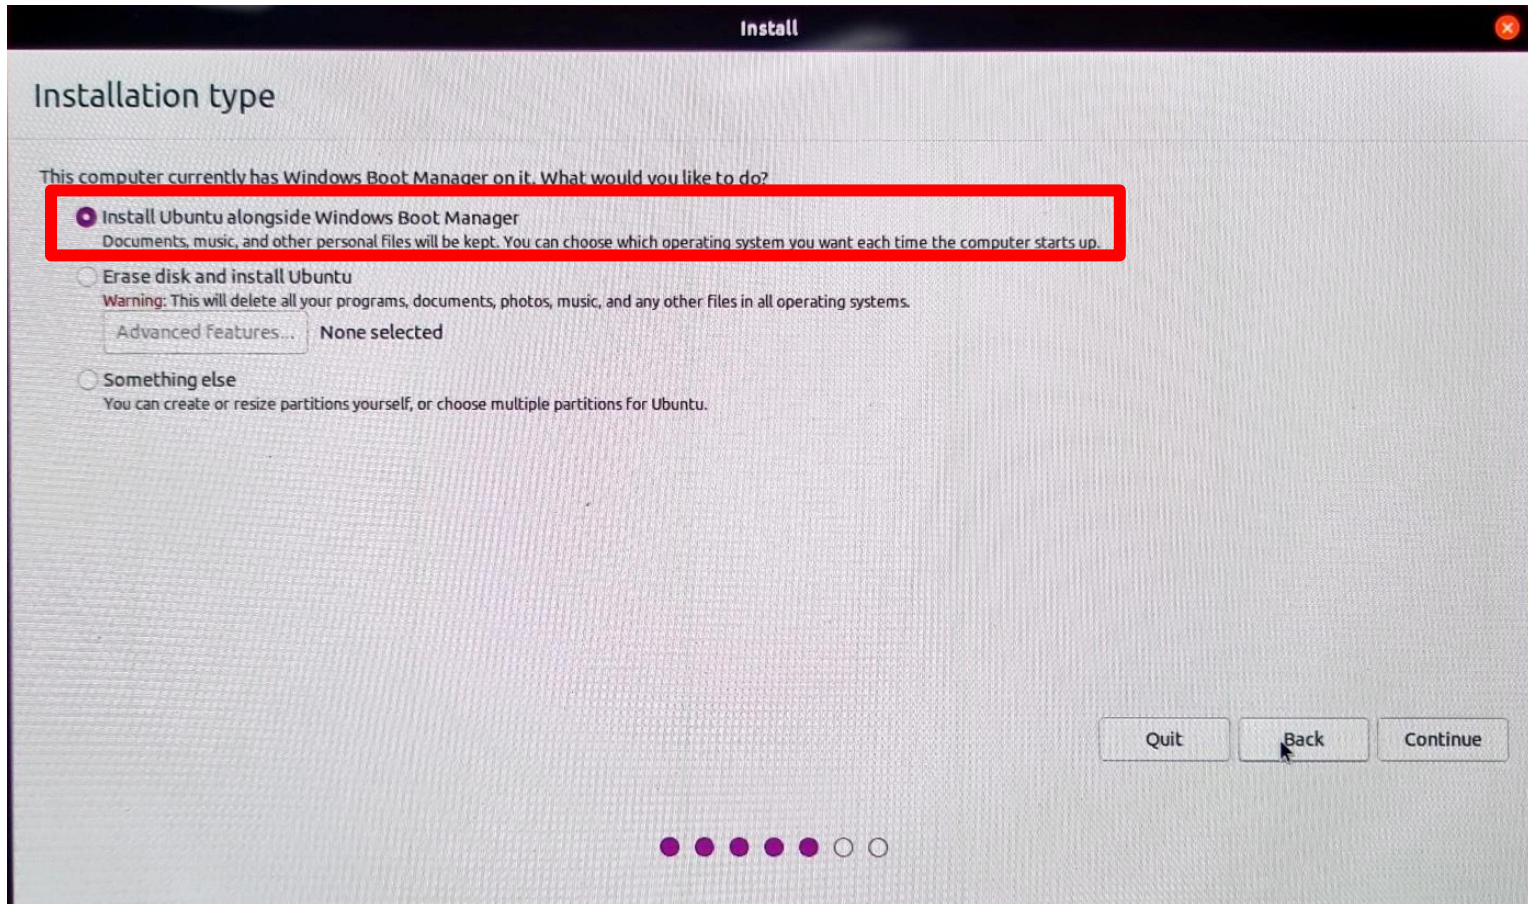 Install
Installation type
This computer currently has Windows Boot Manager on it. What would you like to do?
Install Ubuntu alongside Windows Boot Manager
Documents, music, and other personal files will be kept. You can choose which operating system you want each time the computer starts up.
Erase disk and install Ubuntu
Warning: This will delete all your programs, documents, photos, music, and any other files in all operating systems.
Advanced features... None selected
Something else
You can create or resize partitions yourself, or choose multiple partitions for Ubuntu.
Quit Back Continue